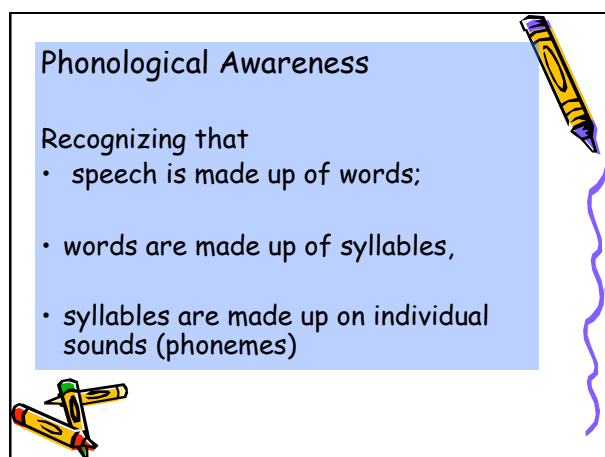 Phonological Awareness
Recognizing that
• speech is made up of words;
• words are made up of syllables,
• syllables are made up on individual
sounds (phonemes)